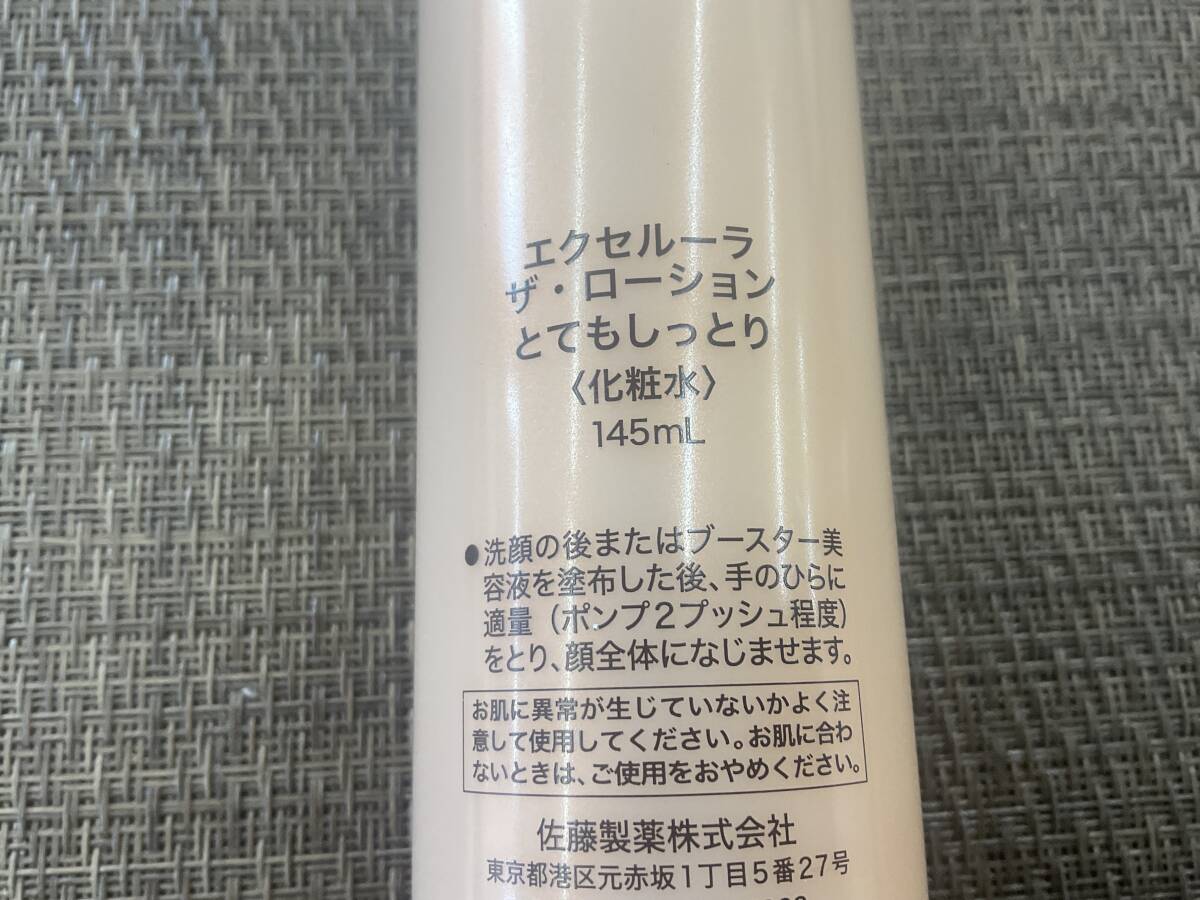 エクセルーラ
ザ・ローション
とてもしっとり
〈化粧水〉
145mL
●洗顔の後またはブースター美
容液を塗布した後、手のひらに
適量（ポンプ2プッシュ程度）
をとり、顔全体になじませます。
お肌に異常が生じていないかよく注
意して使用してください。お肌に合わ
ないときは、ご使用をおやめください。
佐藤製薬株式会社
東京都港区元赤坂1丁目5番27号